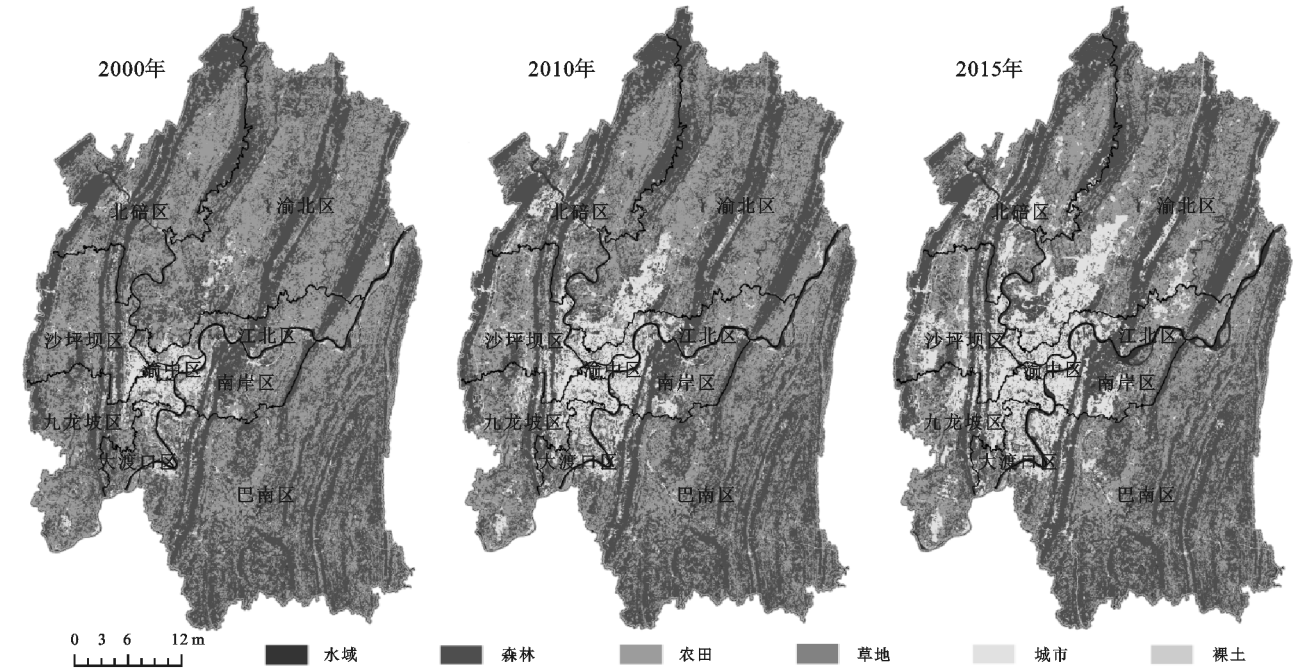 2000年
北碚区
渝北区
沙坪坝区
江北区
渝中区
南岸区
九龙坡区
大渡口区
巴南区
2010年
北碚区
渝北区
沙坪坝区
江北区
渝中区
南岸区
九龙坡区
大渡口区
巴南区
2015年
北碚区
渝北区
沙坪坝区
江北区
渝中区
南岸区
九龙坡区
大渡口区
巴南区
0 3 6 12 m
水域 森林 农田 草地 城市 裸土